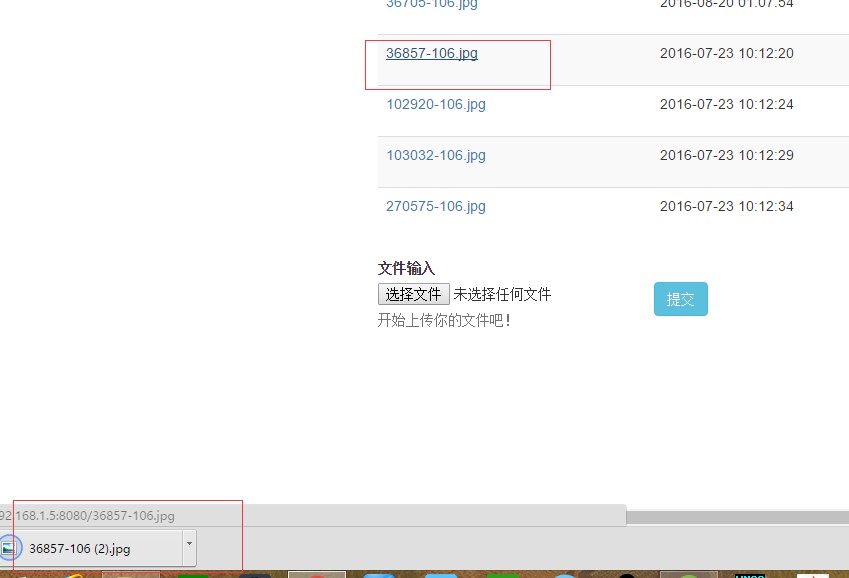 36705-106.jpg 2016-08-20 01:07:54
36857-106.jpg 2016-07-23 10:12:20
102920-106.jpg 2016-07-23 10:12:24
103032-106.jpg 2016-07-23 10:12:29
270575-106.jpg 2016-07-23 10:12:34
文件输入
选择文件 未选择任何文件 提交
开始上传你的文件吧!
92.168.1.5:8080/36857-106.jpg
36857-106 (2).jpg